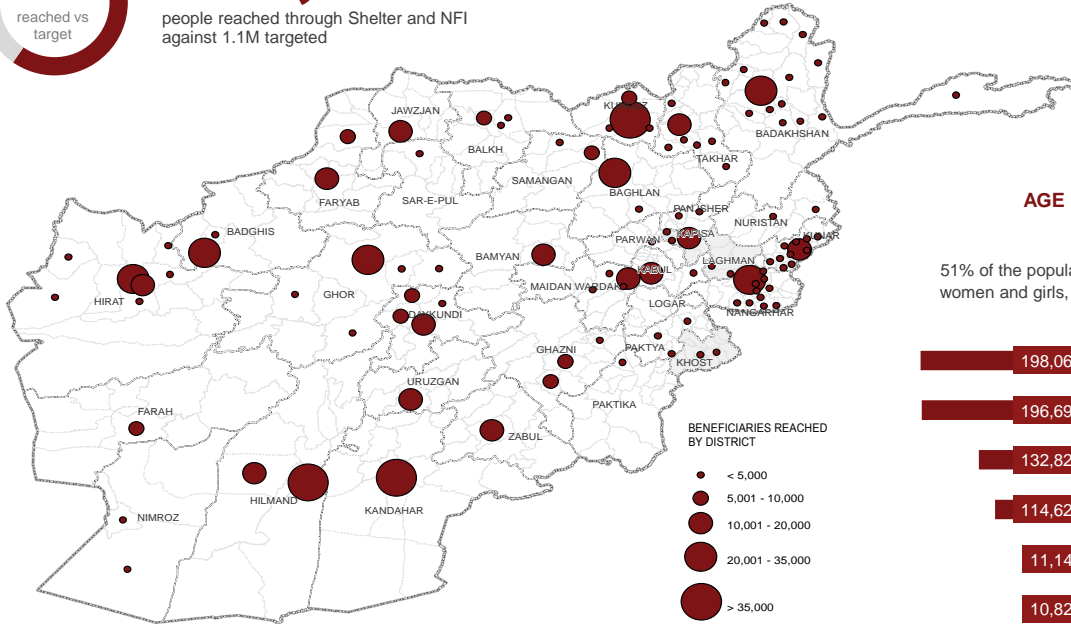 reached vs
target
people reached through Shelter and NFI
against 1.1M targeted
JAWZJAN
BALKH
BADAKHSHAN
TAKHAR
SAMANGAN
BAGHLAN
FARYAB
SAR-E-PUL
PANJSHER
NURISTAN
AGE
BADGHIS
PARWAN
KAPISA
KUNAR
BAMYAN
LAGHMAN
KABUL
51% of the popula
women and girls,
HIRAT
GHOR
MAIDAN WARDAK
LOGAR
NANGARHAR
DAYKUNDI
GHAZNI
PAKTYA
KHOST
198,06
URUZGAN
PAKTIKA
196,69
FARAH
ZABUL
BENEFICIARIES REACHED
BY DISTRICT
132,82
< 5,000
5,001 - 10,000
HILMAND
KANDAHAR
114,62
NIMROZ
10,001 - 20,000
20,001 - 35,000
11,14
> 35,000
10,82